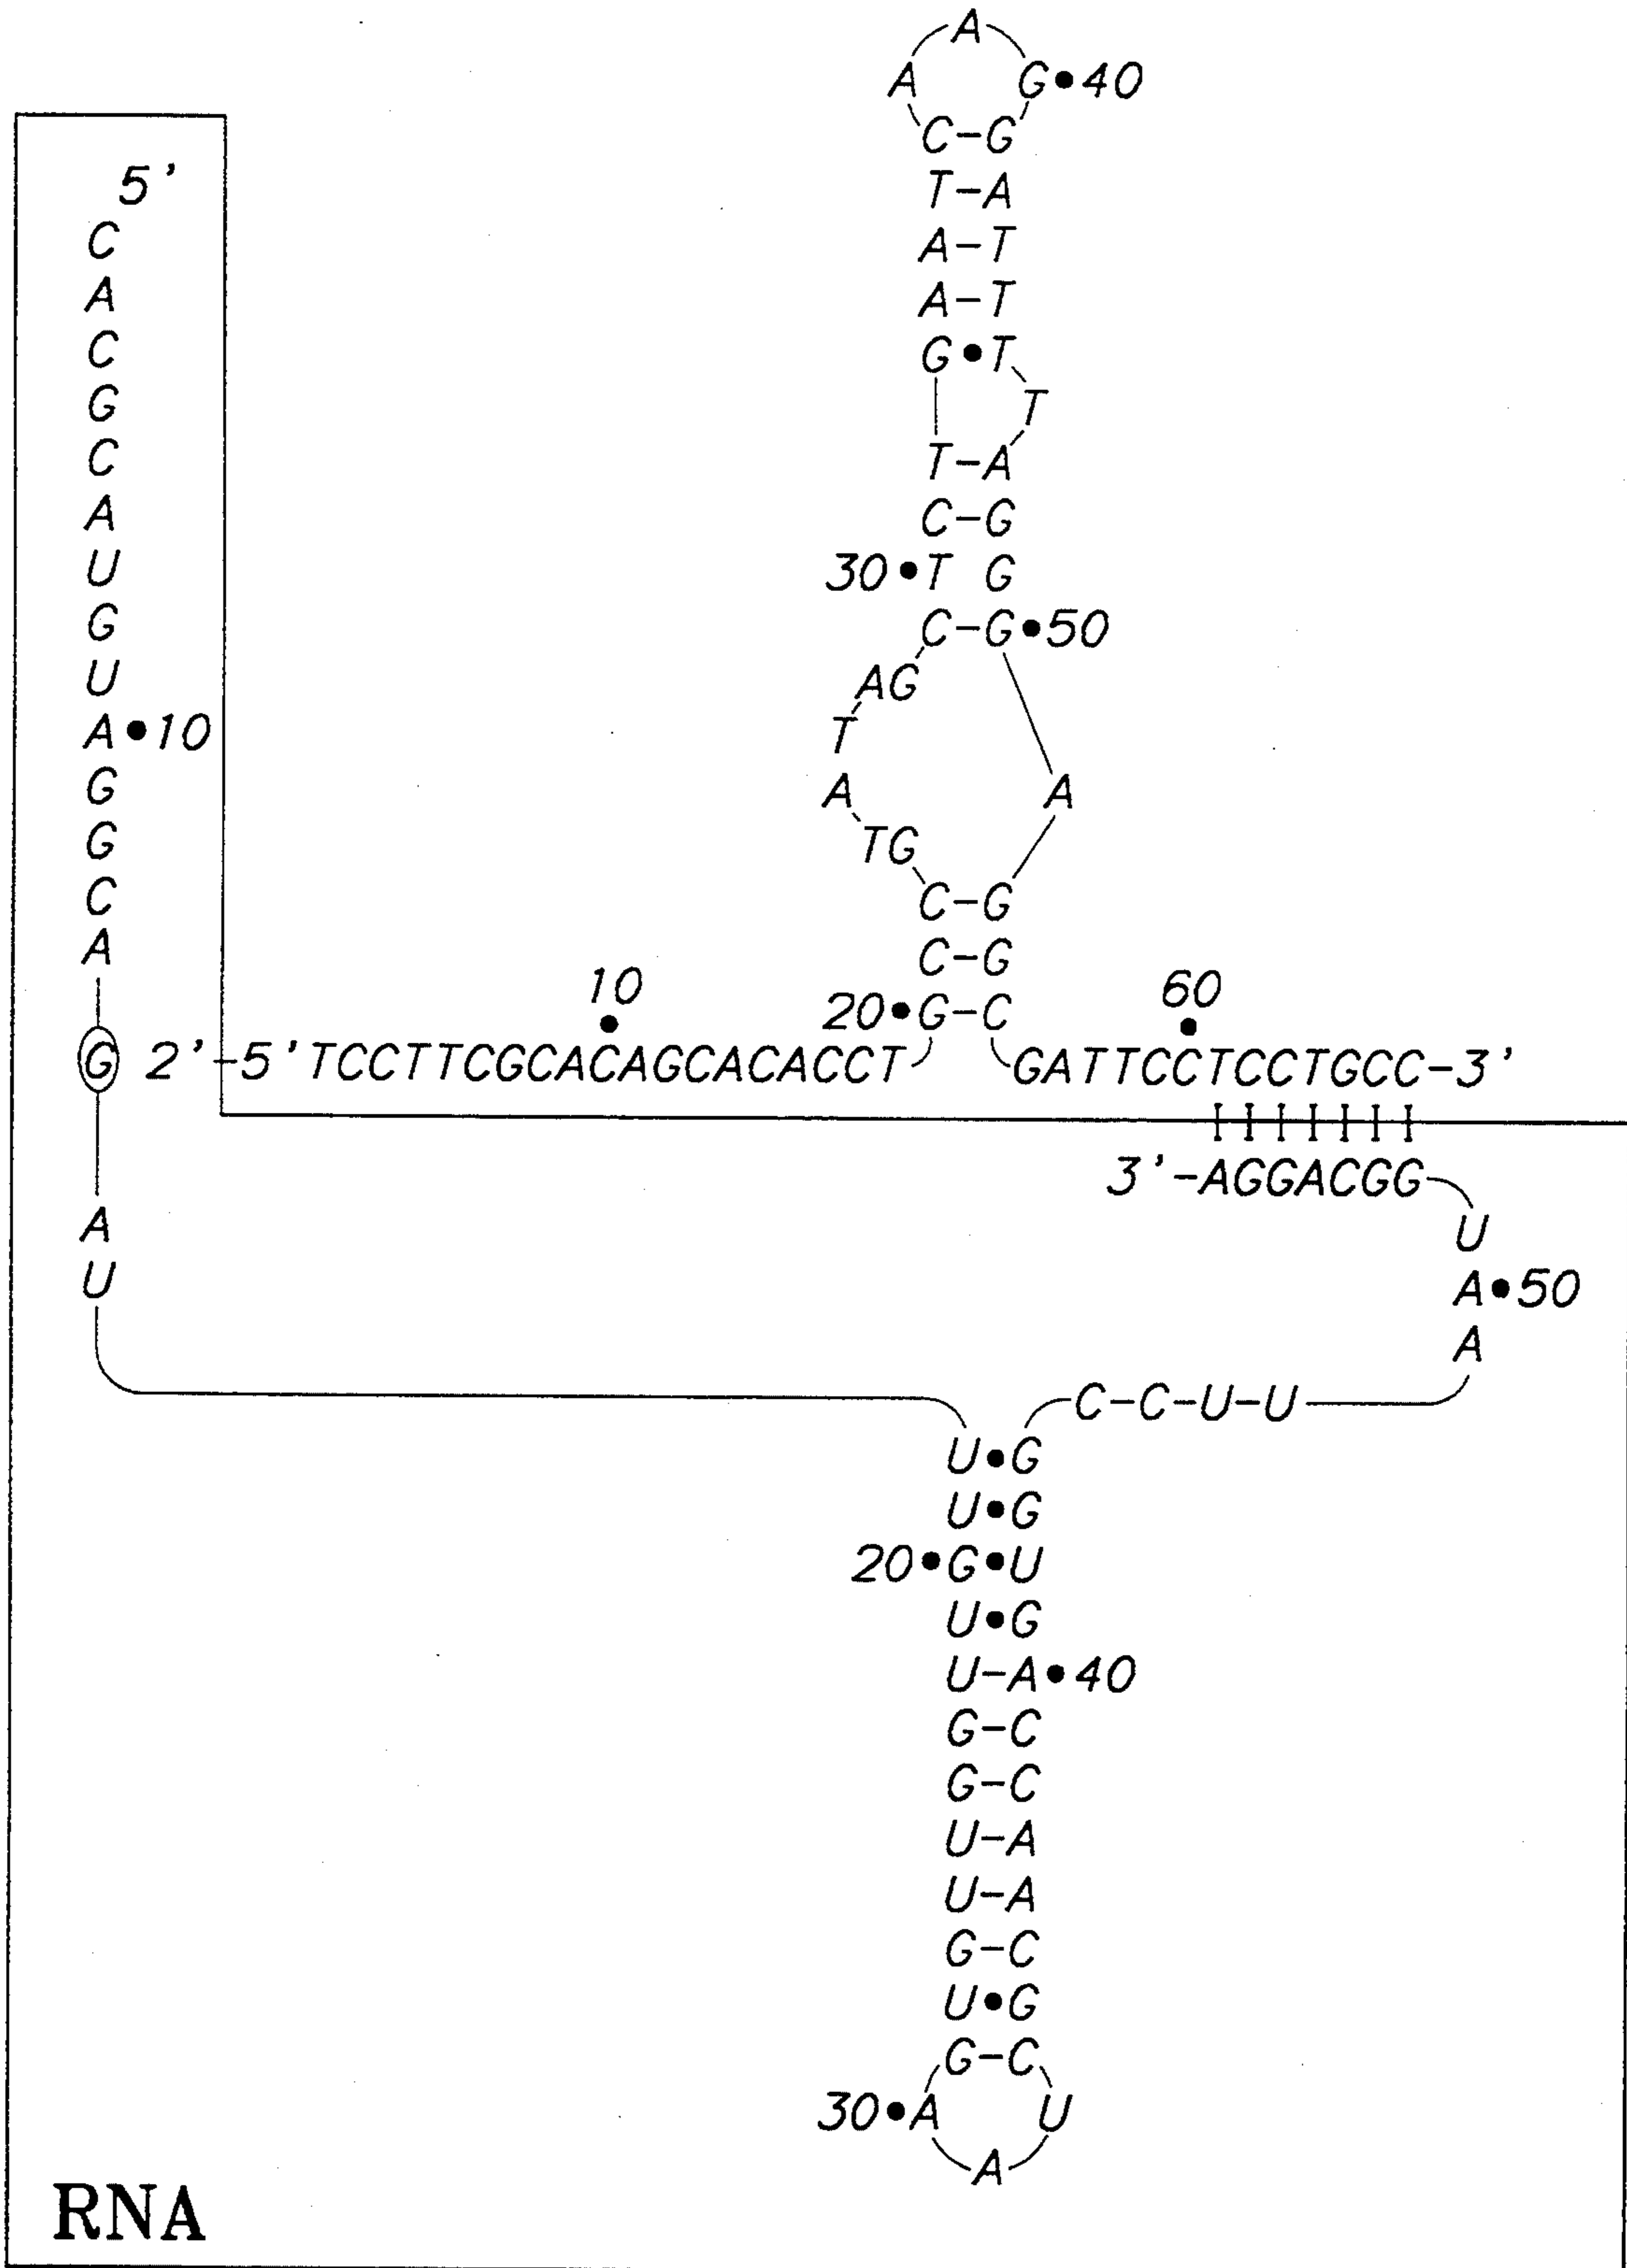 A
A G•40
5'
C-G
T-A
C
A-T
A
A-T
C
G•T
G
T
C
T-A
A
C-G
U
30•T G
G
C-G•50
U
AG
A•10
T
G
A A
G
TG
C
C-G
A
C-G
10
60
20•G-C
G 2'-5'TCCTTCGCACAGCACACCT GATTCCTCCTGCC-3'
3'-AGGACGG
A
U
U
A•50
A
C-C-U-U
U•G
U•G
20•G•U
U•G
U-A•40
G-C
G-C
U-A
U-A
G-C
U•G
G-C
30•A U
A
RNA